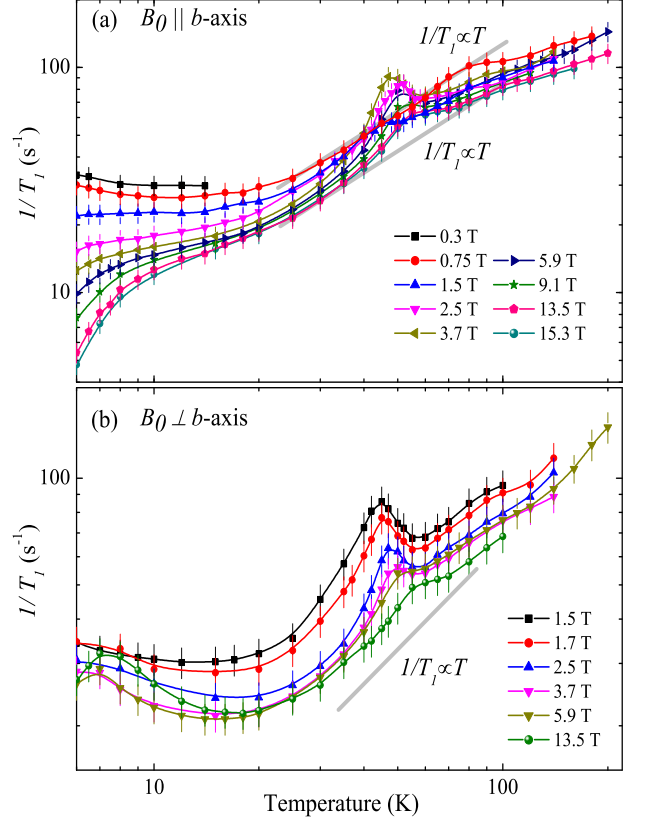 (a) B0 || b-axis
1/T1∝T
100
1/T1∝T
1/T1 (s-1)
0.3 T
0.75 T
5.9 T
1.5 T
9.1 T
2.5 T
13.5 T
3.7 T
15.3 T
10
(b) B0 ⊥ b-axis
100
1/T1 (s-1)
1.5 T
1.7 T
2.5 T
1/T1∝T
3.7 T
5.9 T
13.5 T
10
100
Temperature (K)